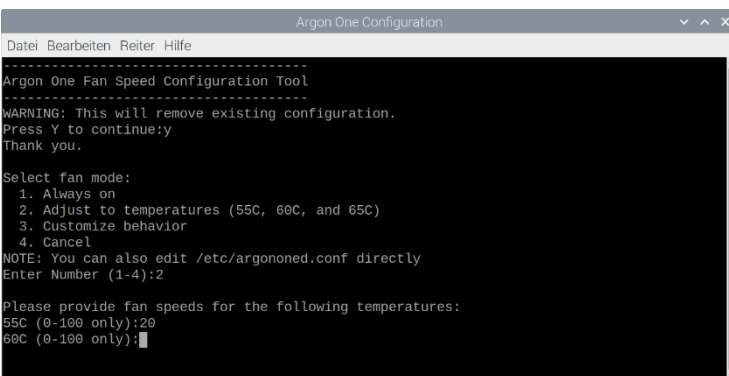 Argon One Configuration
Datei Bearbeiten Reiter Hilfe
--------------------------------------
Argon One Fan Speed Configuration Tool
--------------------------------------
WARNING: This will remove existing configuration.
Press Y to continue:y
Thank you.
Select fan mode:
1. Always on
2. Adjust to temperatures (55C, 60C, and 65C)
3. Customize behavior
4. Cancel
NOTE: You can also edit /etc/argononed.conf directly
Enter Number (1-4):2
Please provide fan speeds for the following temperatures:
55C (0-100 only):20
60C (0-100 only):